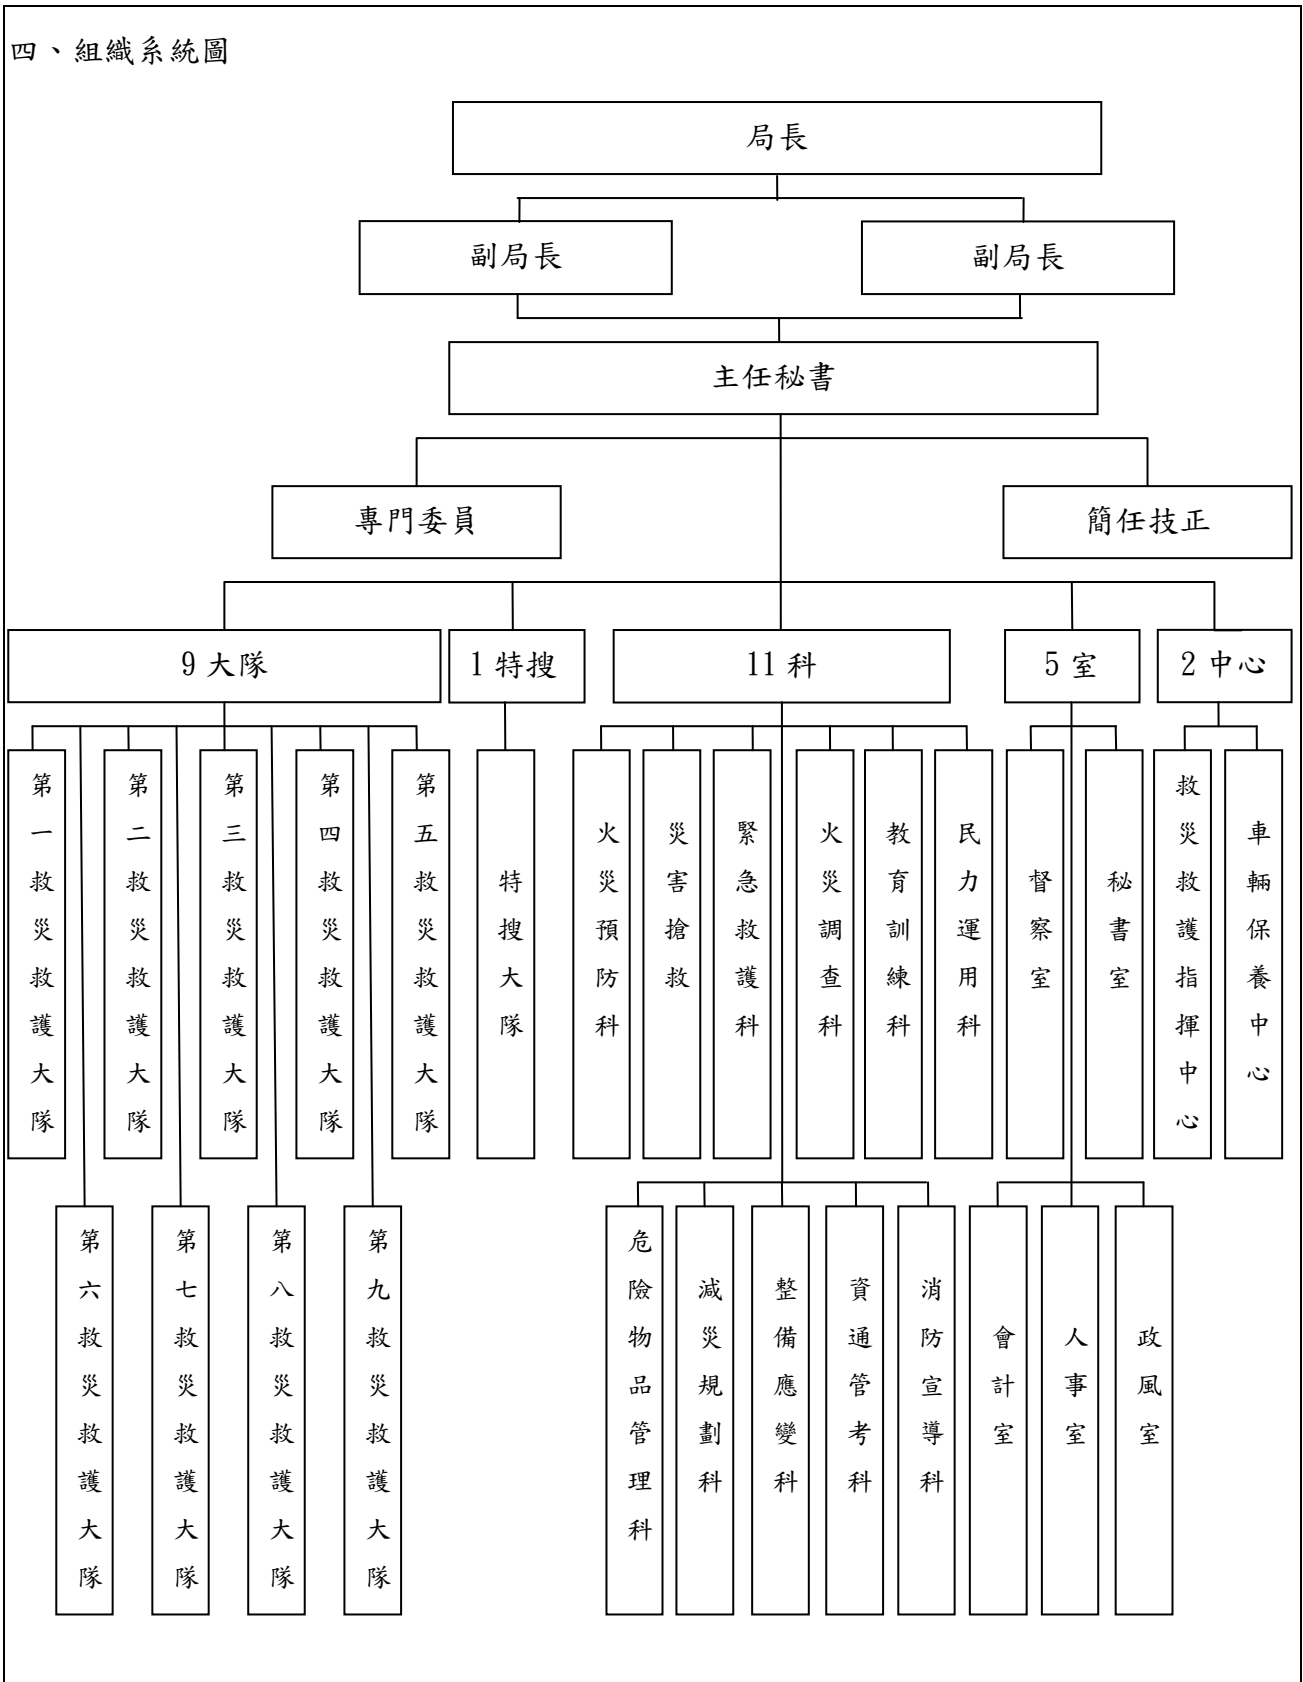 四、組織系統圖
局長
副局長
副局長
主任秘書
專門委員
簡任技正
9大隊
1特搜
11科
5室
2中心
第一救災救護大隊
第二救災救護大隊
第三救災救護大隊
第四救災救護大隊
第五救災救護大隊
特搜大隊
火災預防科
災害搶救
緊急救護科
火災調查科
教育訓練科
民力運用科
督察室
秘書室
救災救護指揮中心
車輛保養中心
第六救災救護大隊
第七救災救護大隊
第八救災救護大隊
第九救災救護大隊
危險物品管理科
減災規劃科
整備應變科
資通管考科
消防宣導科
會計室
人事室
政風室